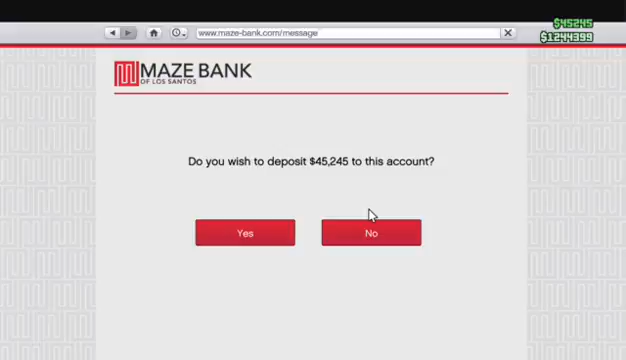 www.maze-bank.com/message
$45245
$1244399
MAZE BANK
OF LOS SANTOS
Do you wish to deposit $45,245 to this account?
Yes
No